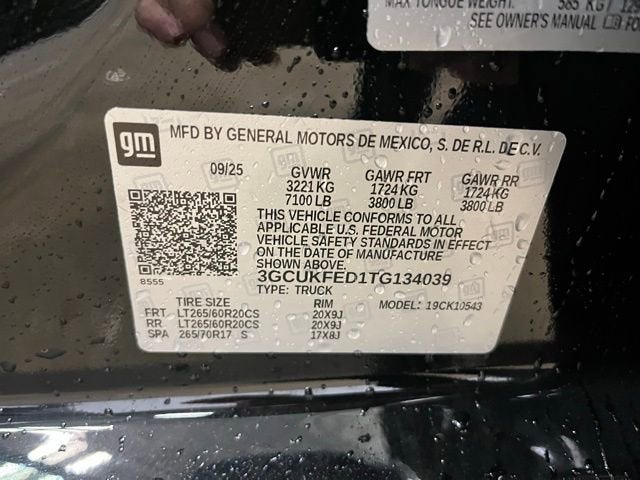 MAX TONGUE WEIGHT: 585 KG
SEE OWNER'S MANUAL
gm
MFD BY GENERAL MOTORS DE MEXICO, S. DE R.L. DE C.V.
09/25 GVWR GAWR FRT GAWR RR
3221 KG 1724 KG 1724 KG
7100 LB 3800 LB 3800 LB
THIS VEHICLE CONFORMS TO ALL
APPLICABLE U.S. FEDERAL MOTOR
VEHICLE SAFETY STANDARDS IN EFFECT
ON THE DATE OF MANUFACTURE
SHOWN ABOVE.
3GCUKFED1TG134039
8555
TYPE: TRUCK
TIRE SIZE RIM MODEL: 19CK10543
FRT LT265/60R20CS 20X9J
RR LT265/60R20CS 20X9J
SPA 265/70R17 S 17X8J